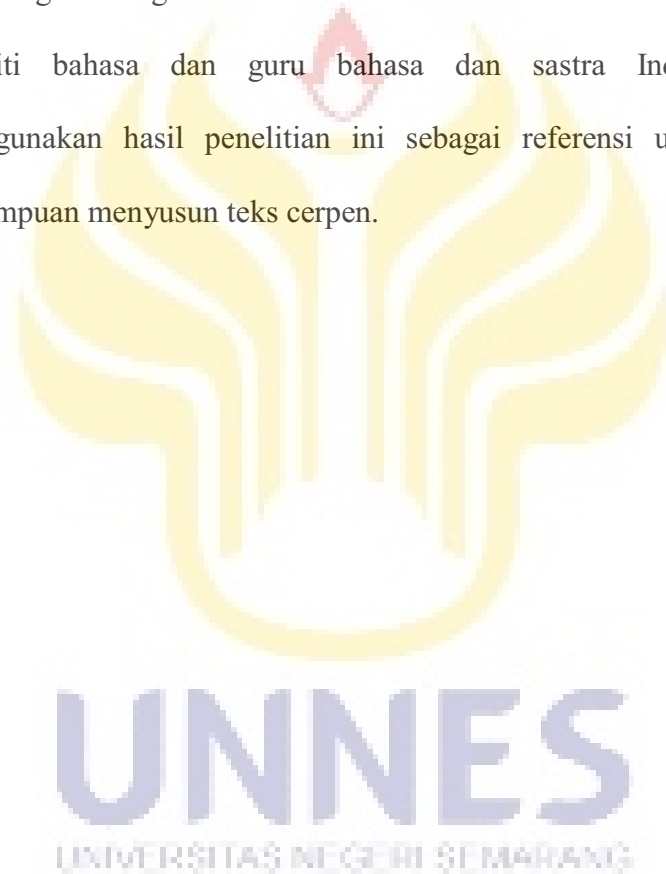 iti bahasa dan guru bahasa dan sastra Ind
gunakan hasil penelitian ini sebagai referensi u
mpuan menyusun teks cerpen.
UNNES
UNIVERSITAS NEGERI SEMARANG